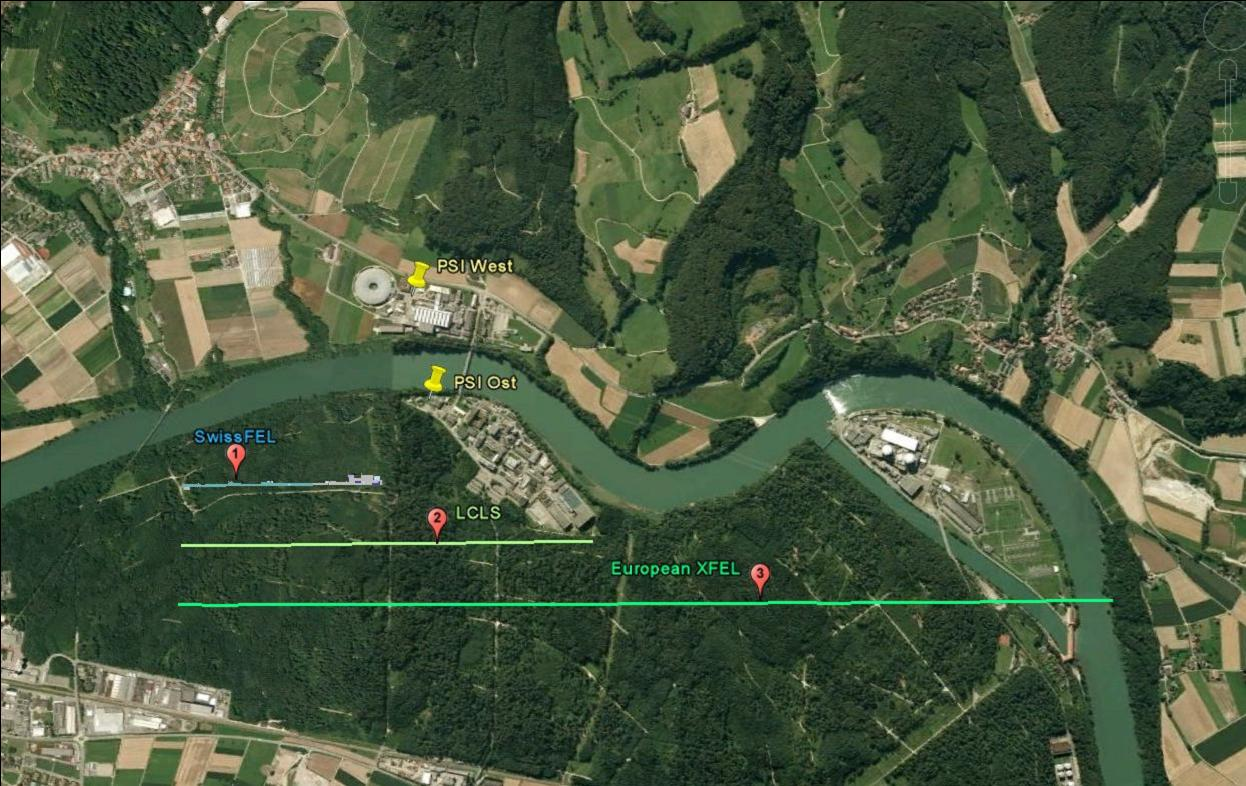 PSI West
PSI Ost
SwissFEL
1
2
LCLS
European XFEL
3